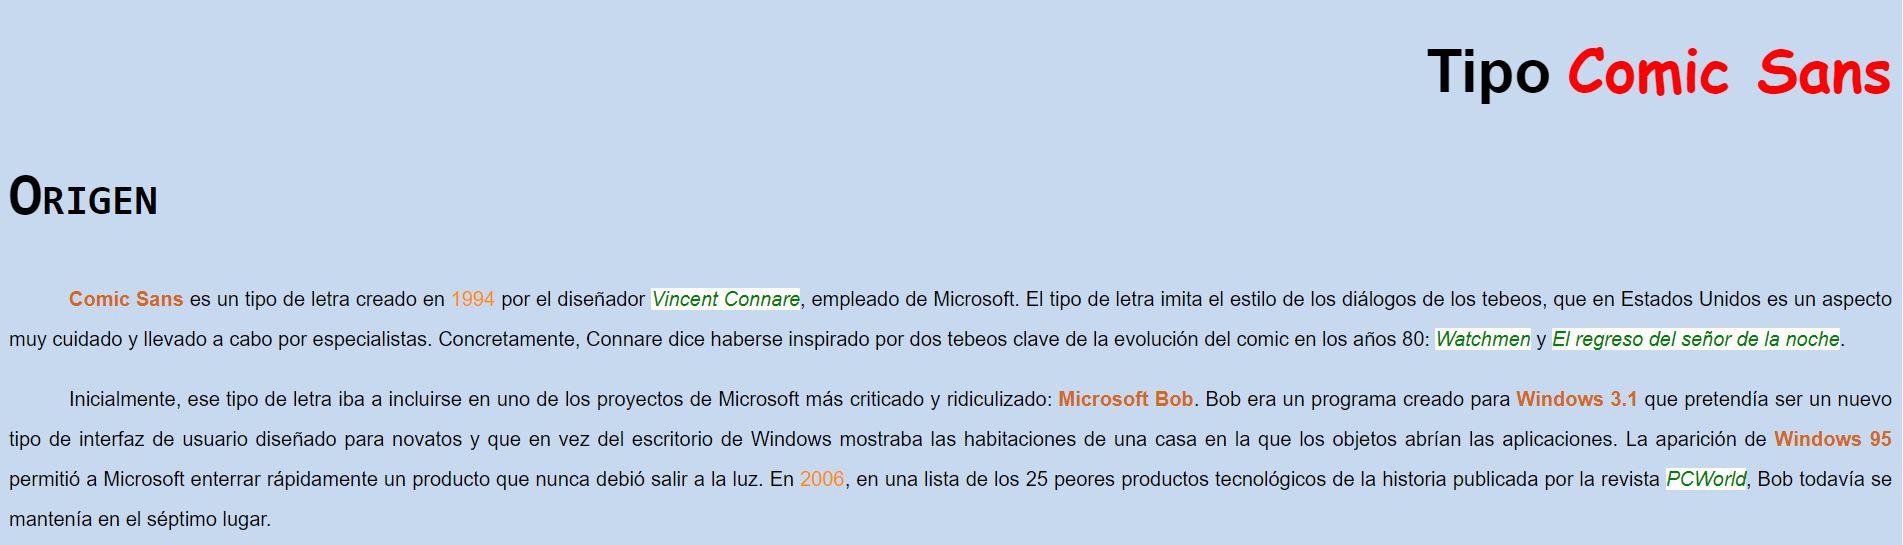 Tipo Comic Sans
ORIGEN
Comic Sans es un tipo de letra creado en 1994 por el diseñador Vincent Connare, empleado de Microsoft. El tipo de letra imita el estilo de los diálogos de los tebeos, que en Estados Unidos es un aspecto
muy cuidado y llevado a cabo por especialistas. Concretamente, Connare dice haberse inspirado por dos tebeos clave de la evolución del comic en los años 80: Watchmen y El regreso del señor de la noche.
Inicialmente, ese tipo de letra iba a incluirse en uno de los proyectos de Microsoft más criticado y ridiculizado: Microsoft Bob. Bob era un programa creado para Windows 3.1 que pretendía ser un nuevo
tipo de interfaz de usuario diseñado para novatos y que en vez del escritorio de Windows mostraba las habitaciones de una casa en la que los objetos abrían las aplicaciones. La aparición de Windows 95
permitió a Microsoft enterrar rápidamente un producto que nunca debió salir a la luz. En 2006, en una lista de los 25 peores productos tecnológicos de la historia publicada por la revista PCWorld, Bob todavía se
mantenía en el séptimo lugar.